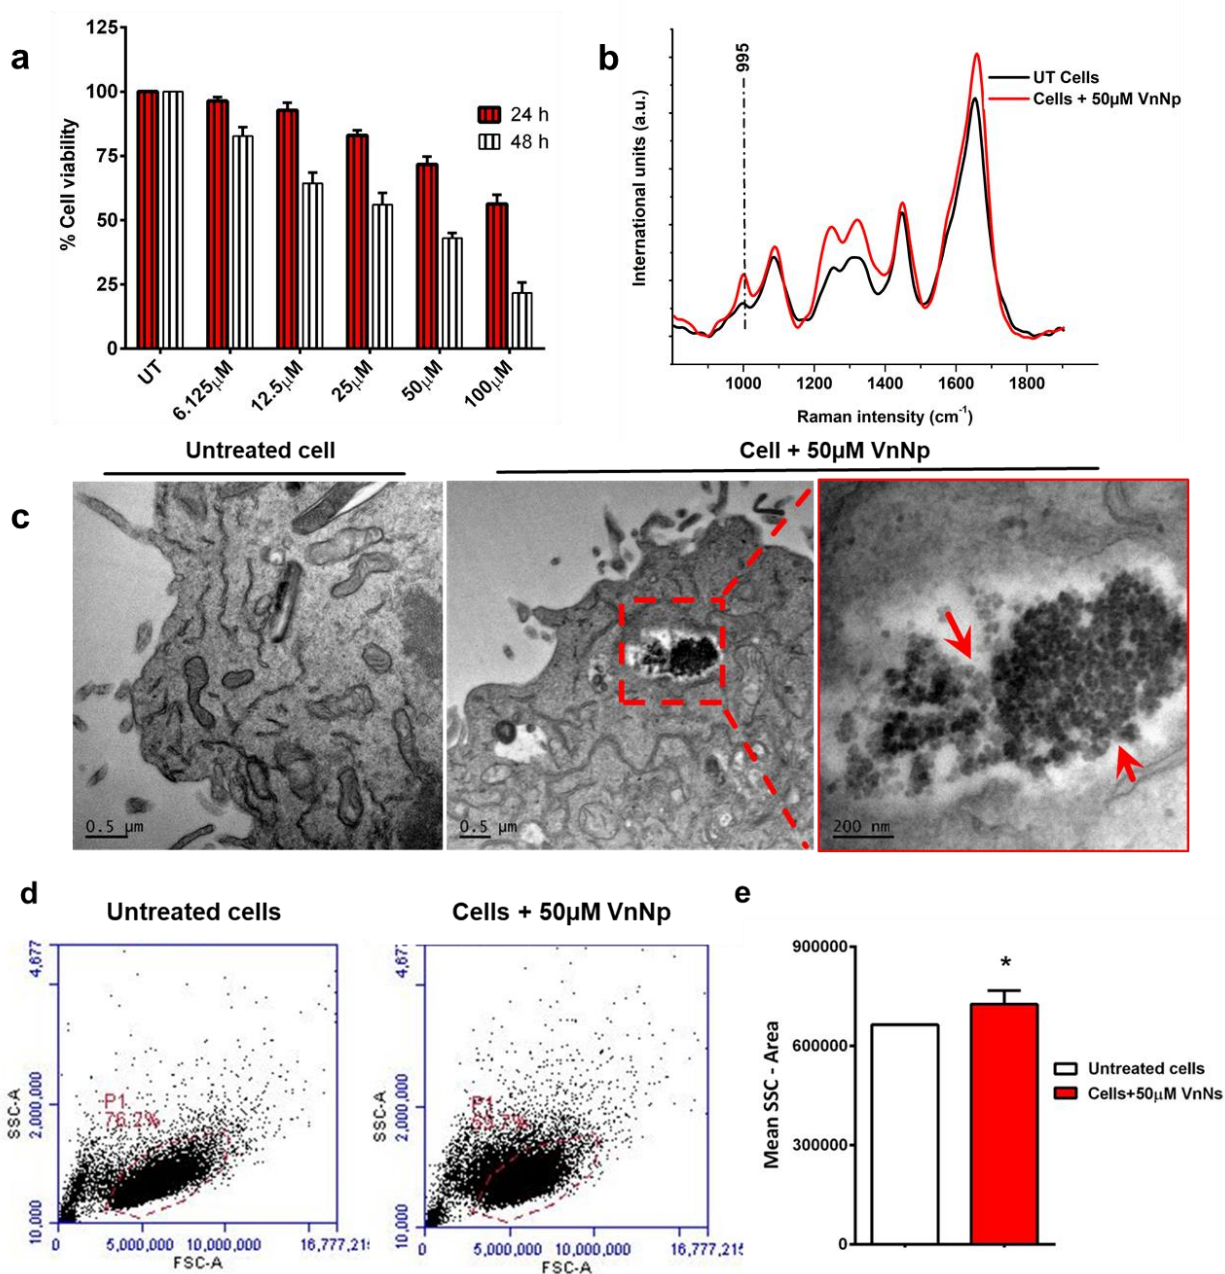 a
125
100
75
50
25
0
% Cell viability
24 h
48 h
UT
6.125µM
12.5µM
25µM
50µM
100µM
b
995
UT Cells
Cells + 50µM VnNp
International units (a.u.)
1000 1200 1400 1600 1800
Raman intensity (cm⁻¹)
Untreated cell
Cell + 50µM VnNp
c
0.5 µm
0.5 µm
200 nm
d
Untreated cells
Cells + 50µM VnNp
4,677
2,000,000
10,000
SSC-A
P1
76.2%
0 5,000,000 10,000,000 16,777,215
FSC-A
4,677
2,000,000
10,000
SSC-A
P1
0 5,000,000 10,000,000 16,777,215
FSC-A
e
900000
600000
300000
0
Mean SSC - Area
*
Untreated cells
Cells+50µM VnNs